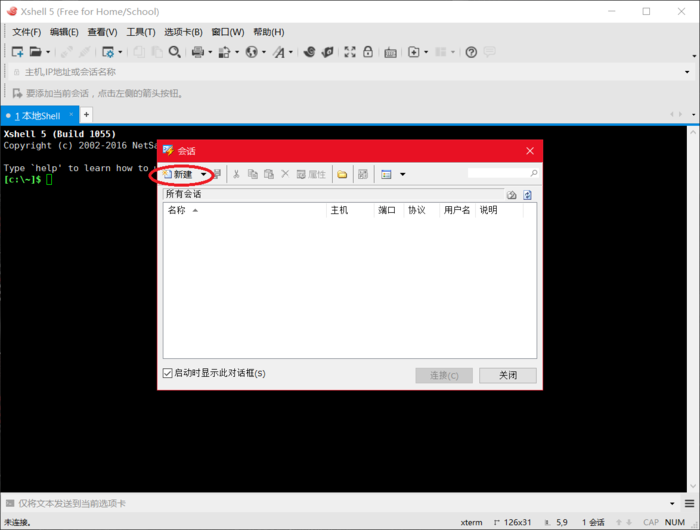 Xshell 5 (Free for Home/School)
文件(F) 编辑(E) 查看(V) 工具(T) 选项卡(B) 窗口(W) 帮助(H)
主机,IP地址或会话名称
要添加当前会话，点击左侧的箭头按钮。
1 本地Shell
Xshell 5 (Build 1055)
Copyright (c) 2002-2016
Type `help' to learn how to
[c:\~]$
会话
新建 属性
所有会话
名称 主机 端口 协议 用户名 说明
启动时显示此对话框(S) 连接(C) 关闭
仅将文本发送到当前选项卡
未连接。 xterm 126x31 5,9 1 会话 CAP NUM